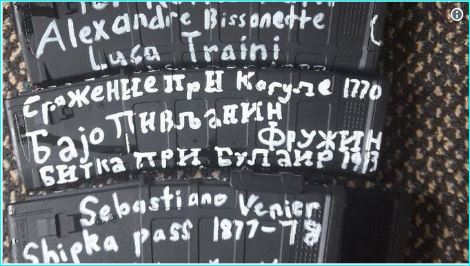 Alexandre Bissonette
Luca Traini
Сражение при Кагуле 1770
Бајо Пивљанин
Фружин
Битка при Булаир 1913
Sebastiano Venier
Shipka pass 1877-78